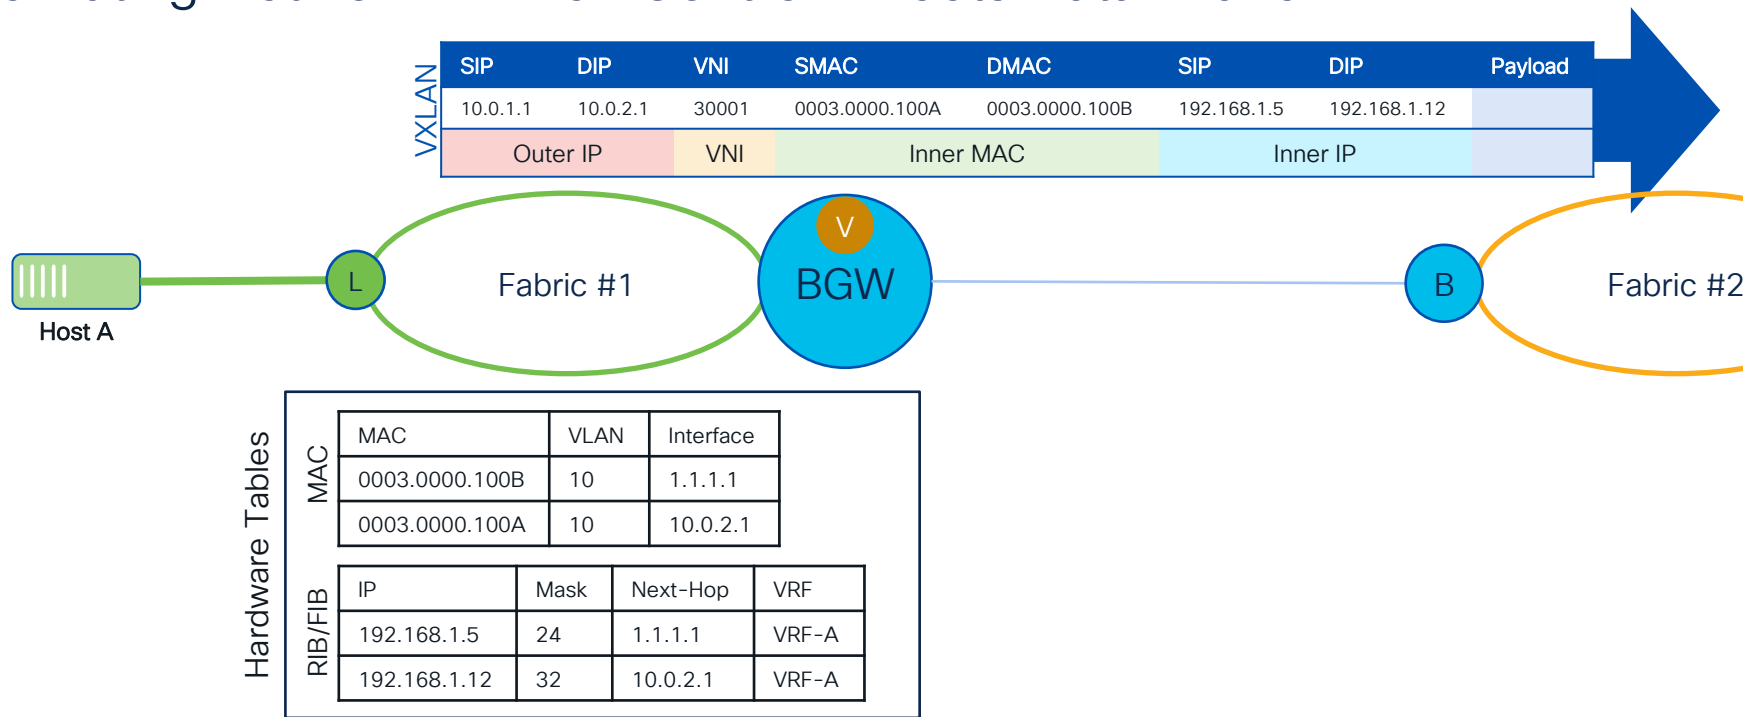 SIP DIP VNI SMAC DMAC SIP DIP Payload
VXLAN
10.0.1.1 10.0.2.1 30001 0003.0000.100A 0003.0000.100B 192.168.1.5 192.168.1.12
Outer IP VNI Inner MAC Inner IP
V
L Fabric #1 BGW B Fabric #2
Host A
Hardware Tables
MAC
MAC VLAN Interface
0003.0000.100B 10 1.1.1.1
0003.0000.100A 10 10.0.2.1
RIB/FIB
IP Mask Next-Hop VRF
192.168.1.5 24 1.1.1.1 VRF-A
192.168.1.12 32 10.0.2.1 VRF-A